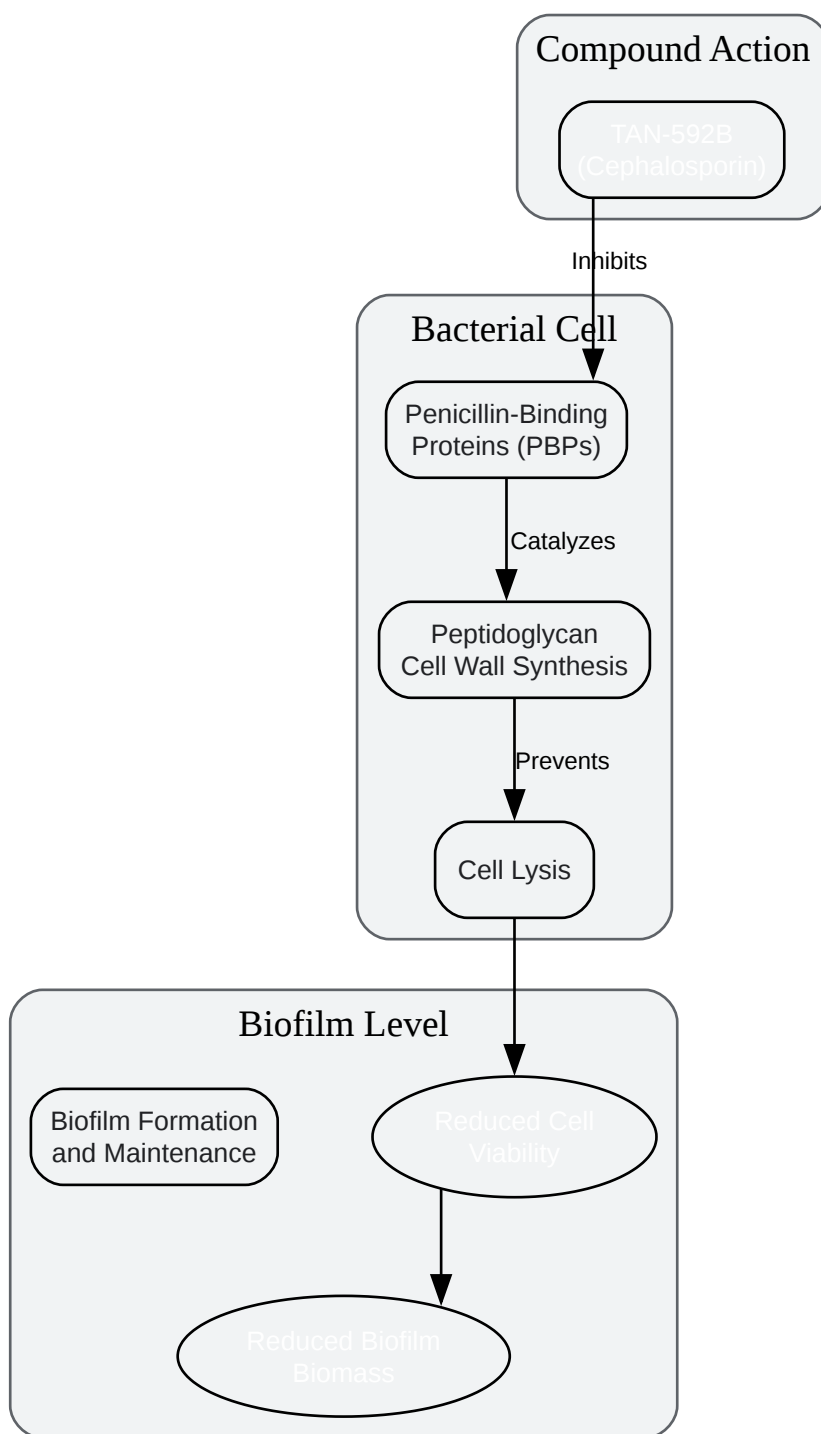 Compound Action
TAN-592B
(Cephalosporin)
Inhibits
Bacterial Cell
Penicillin-Binding
Proteins (PBPs)
Catalyzes
Peptidoglycan
Cell Wall Synthesis
Prevents
Cell Lysis
Biofilm Level
Biofilm Formation
and Maintenance
Reduced Cell
Viability
Reduced Biofilm
Biomass